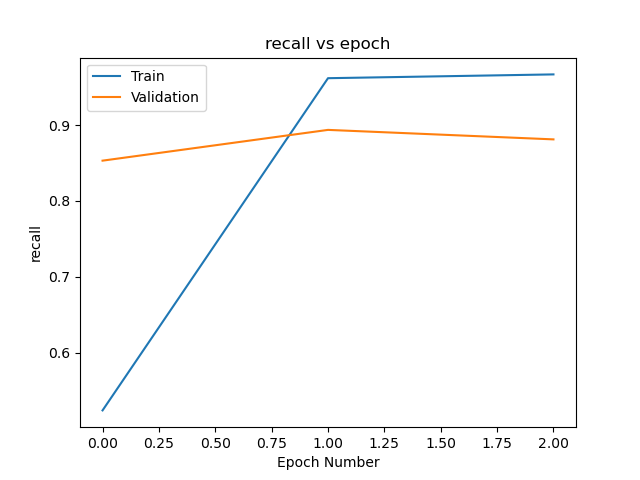 recall vs epoch
Train
Validation
0.9
0.8
0.7
0.6
recall
0.00 0.25 0.50 0.75 1.00 1.25 1.50 1.75 2.00
Epoch Number